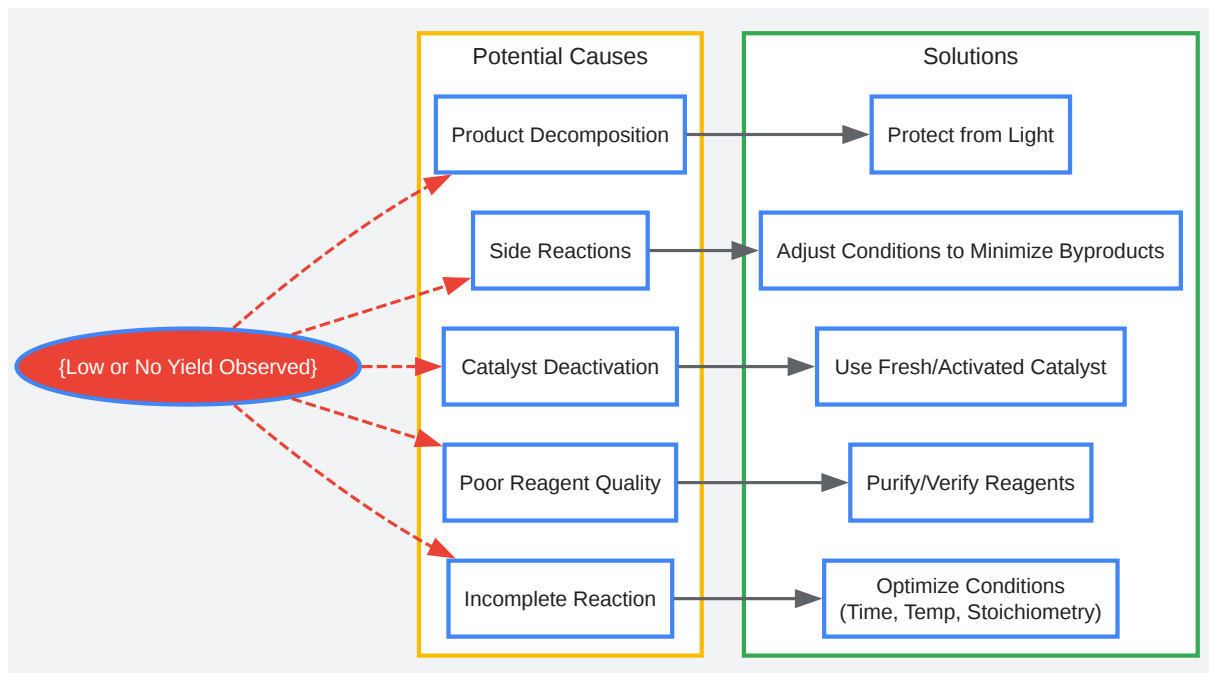 Potential Causes
Solutions
Product Decomposition
Protect from Light
Side Reactions
Adjust Conditions to Minimize Byproducts
{Low or No Yield Observed}
Catalyst Deactivation
Use Fresh/Activated Catalyst
Poor Reagent Quality
Purify/Verify Reagents
Incomplete Reaction
Optimize Conditions
(Time, Temp, Stoichiometry)